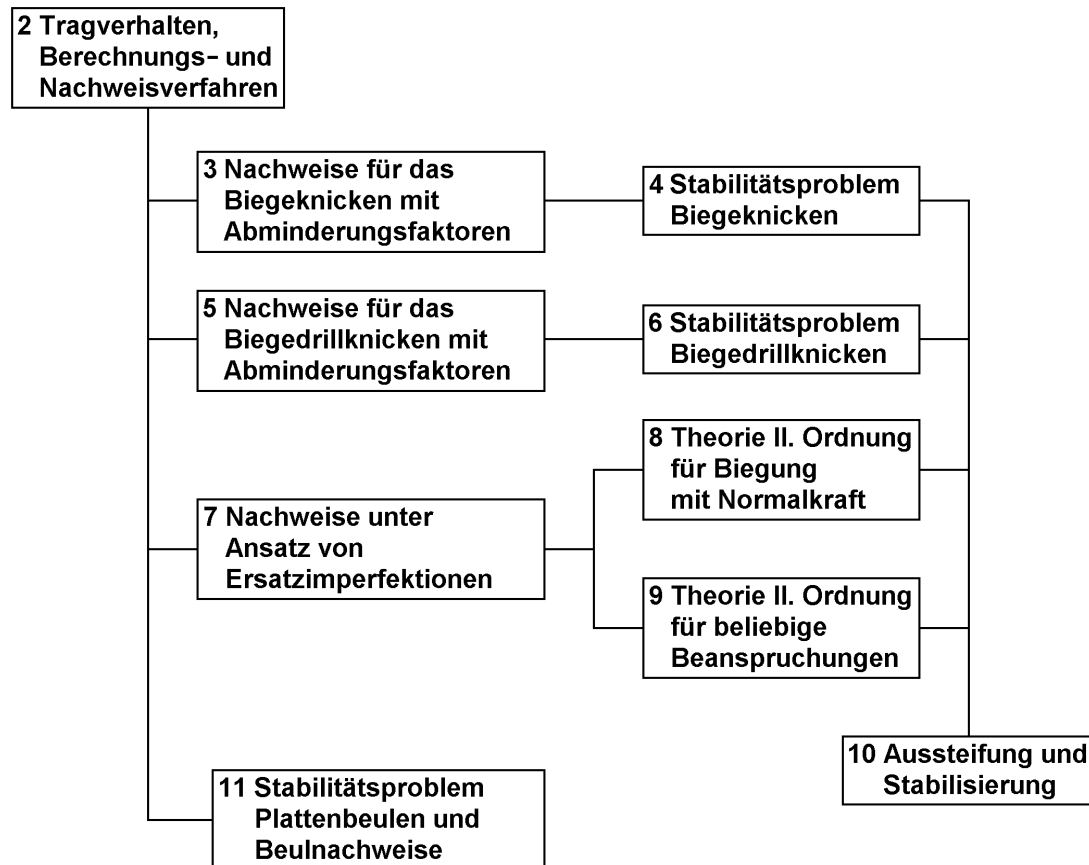 2 Tragverhalten,
Berechnungs- und
Nachweisverfahren
3 Nachweise für das
Biegeknicken mit
Abminderungsfaktoren
4 Stabilitätsproblem
Biegeknicken
5 Nachweise für das
Biegedrillknicken mit
Abminderungsfaktoren
6 Stabilitätsproblem
Biegedrillknicken
7 Nachweise unter
Ansatz von
Ersatzimperfektionen
8 Theorie II. Ordnung
für Biegung
mit Normalkraft
9 Theorie II. Ordnung
für beliebige
Beanspruchungen
10 Aussteifung und
Stabilisierung
11 Stabilitätsproblem
Plattenbeulen und
Beulnachweise